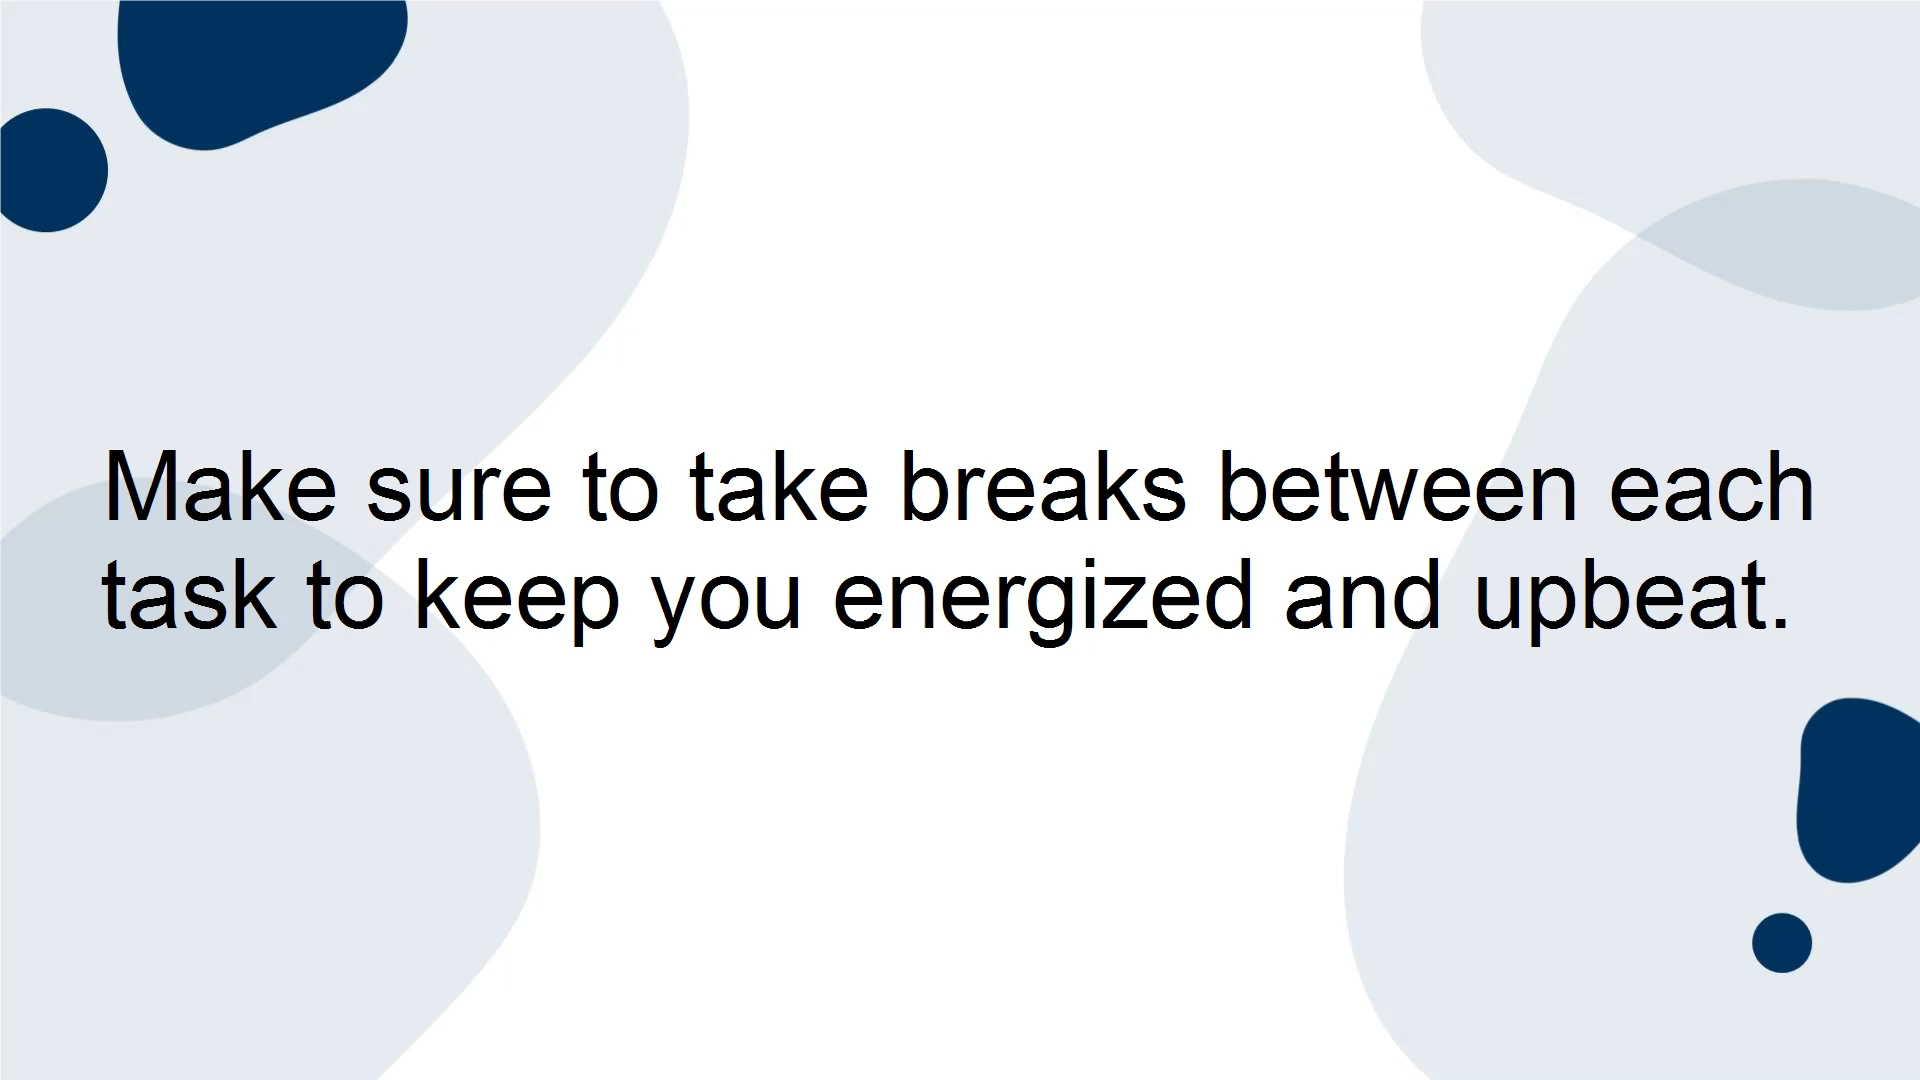 Make sure to take breaks between each
task to keep you energized and upbeat.